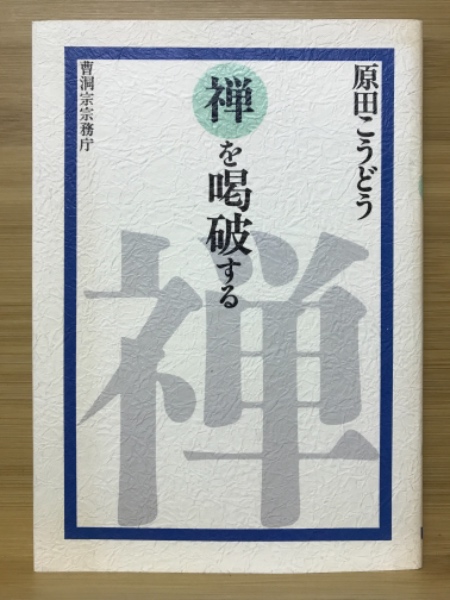 原田こうどう
禅を喝破する
曹洞宗宗務庁
禅